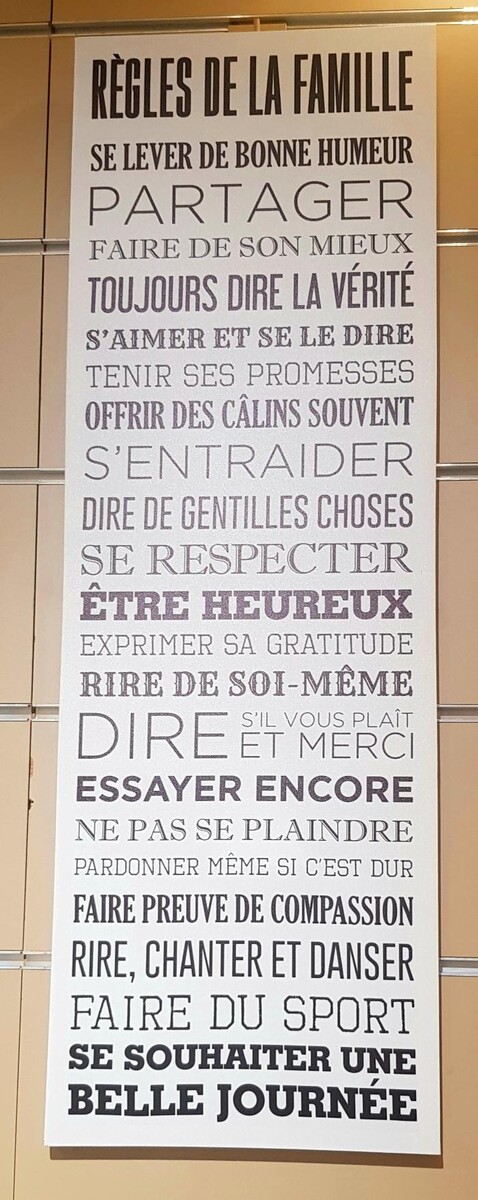 RÈGLES DE LA FAMILLE
SE LEVER DE BONNE HUMEUR
PARTAGER
FAIRE DE SON MIEUX
TOUJOURS DIRE LA VÉRITÉ
S'AIMER ET SE LE DIRE
TENIR SES PROMESSES
OFFRIR DES CÂLINS SOUVENT
S'ENTRAIDER
DIRE DE GENTILLES CHOSES
SE RESPECTER
ÊTRE HEUREUX
EXPRIMER SA GRATITUDE
RIRE DE SOI-MÊME
DIRE S'IL VOUS PLAÎT
ET MERCI
ESSAYER ENCORE
NE PAS SE PLAINDRE
PARDONNER MÊME SI C'EST DUR
FAIRE PREUVE DE COMPASSION
RIRE, CHANTER ET DANSER
FAIRE DU SPORT
SE SOUHAITER UNE
BELLE JOURNÉE